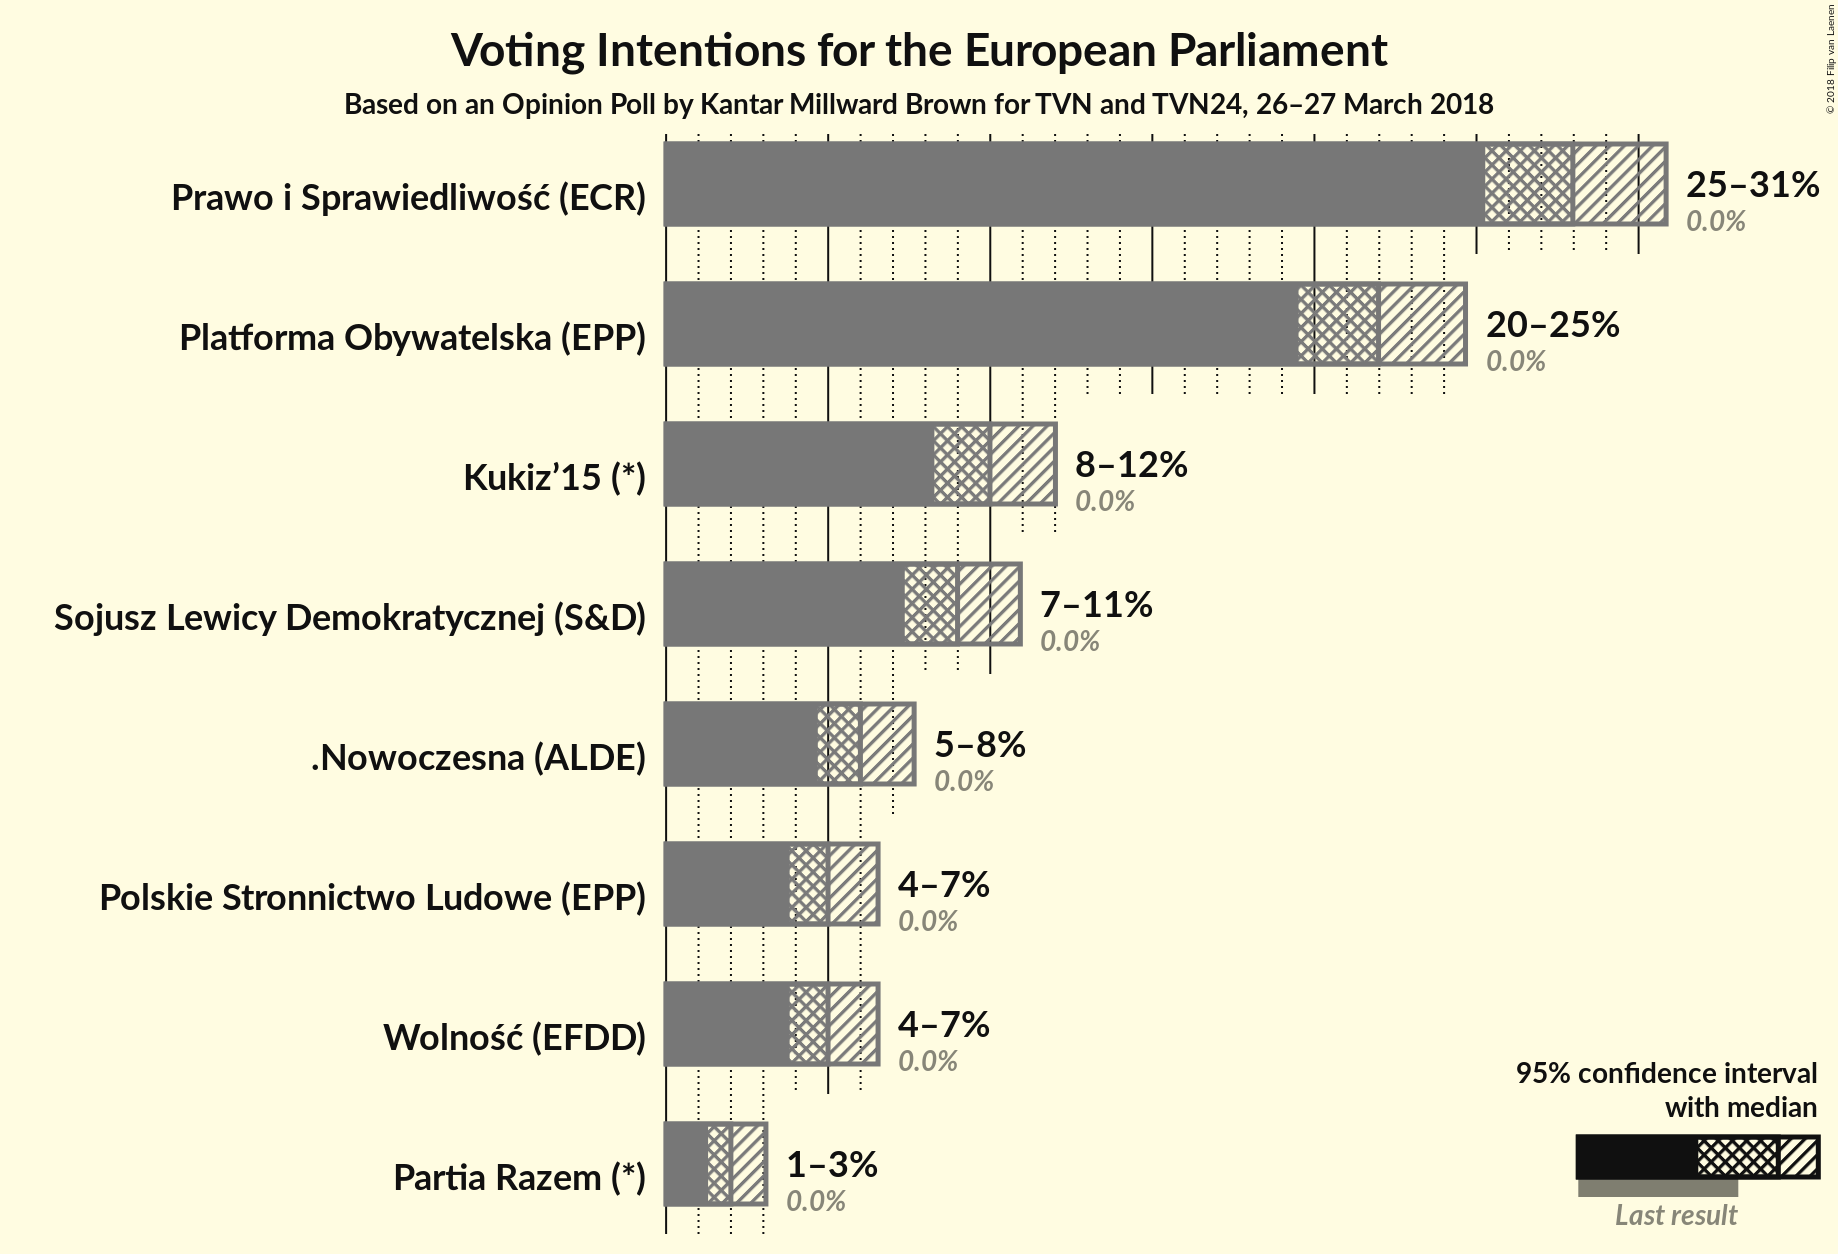 Voting Intentions for the European Parliament
Based on an Opinion Poll by Kantar Millward Brown for TVN and TVN24, 26–27 March 2018
© 2018 Filip van Laenen
Prawo i Sprawiedliwość (ECR)
25–31%
0.0%
Platforma Obywatelska (EPP)
20–25%
0.0%
Kukiz’15 (*)
8–12%
0.0%
Sojusz Lewicy Demokratycznej (S&D)
7–11%
0.0%
.Nowoczesna (ALDE)
5–8%
0.0%
Polskie Stronnictwo Ludowe (EPP)
4–7%
0.0%
Wolność (EFDD)
4–7%
0.0%
Partia Razem (*)
1–3%
0.0%
95% confidence interval
with median
Last result